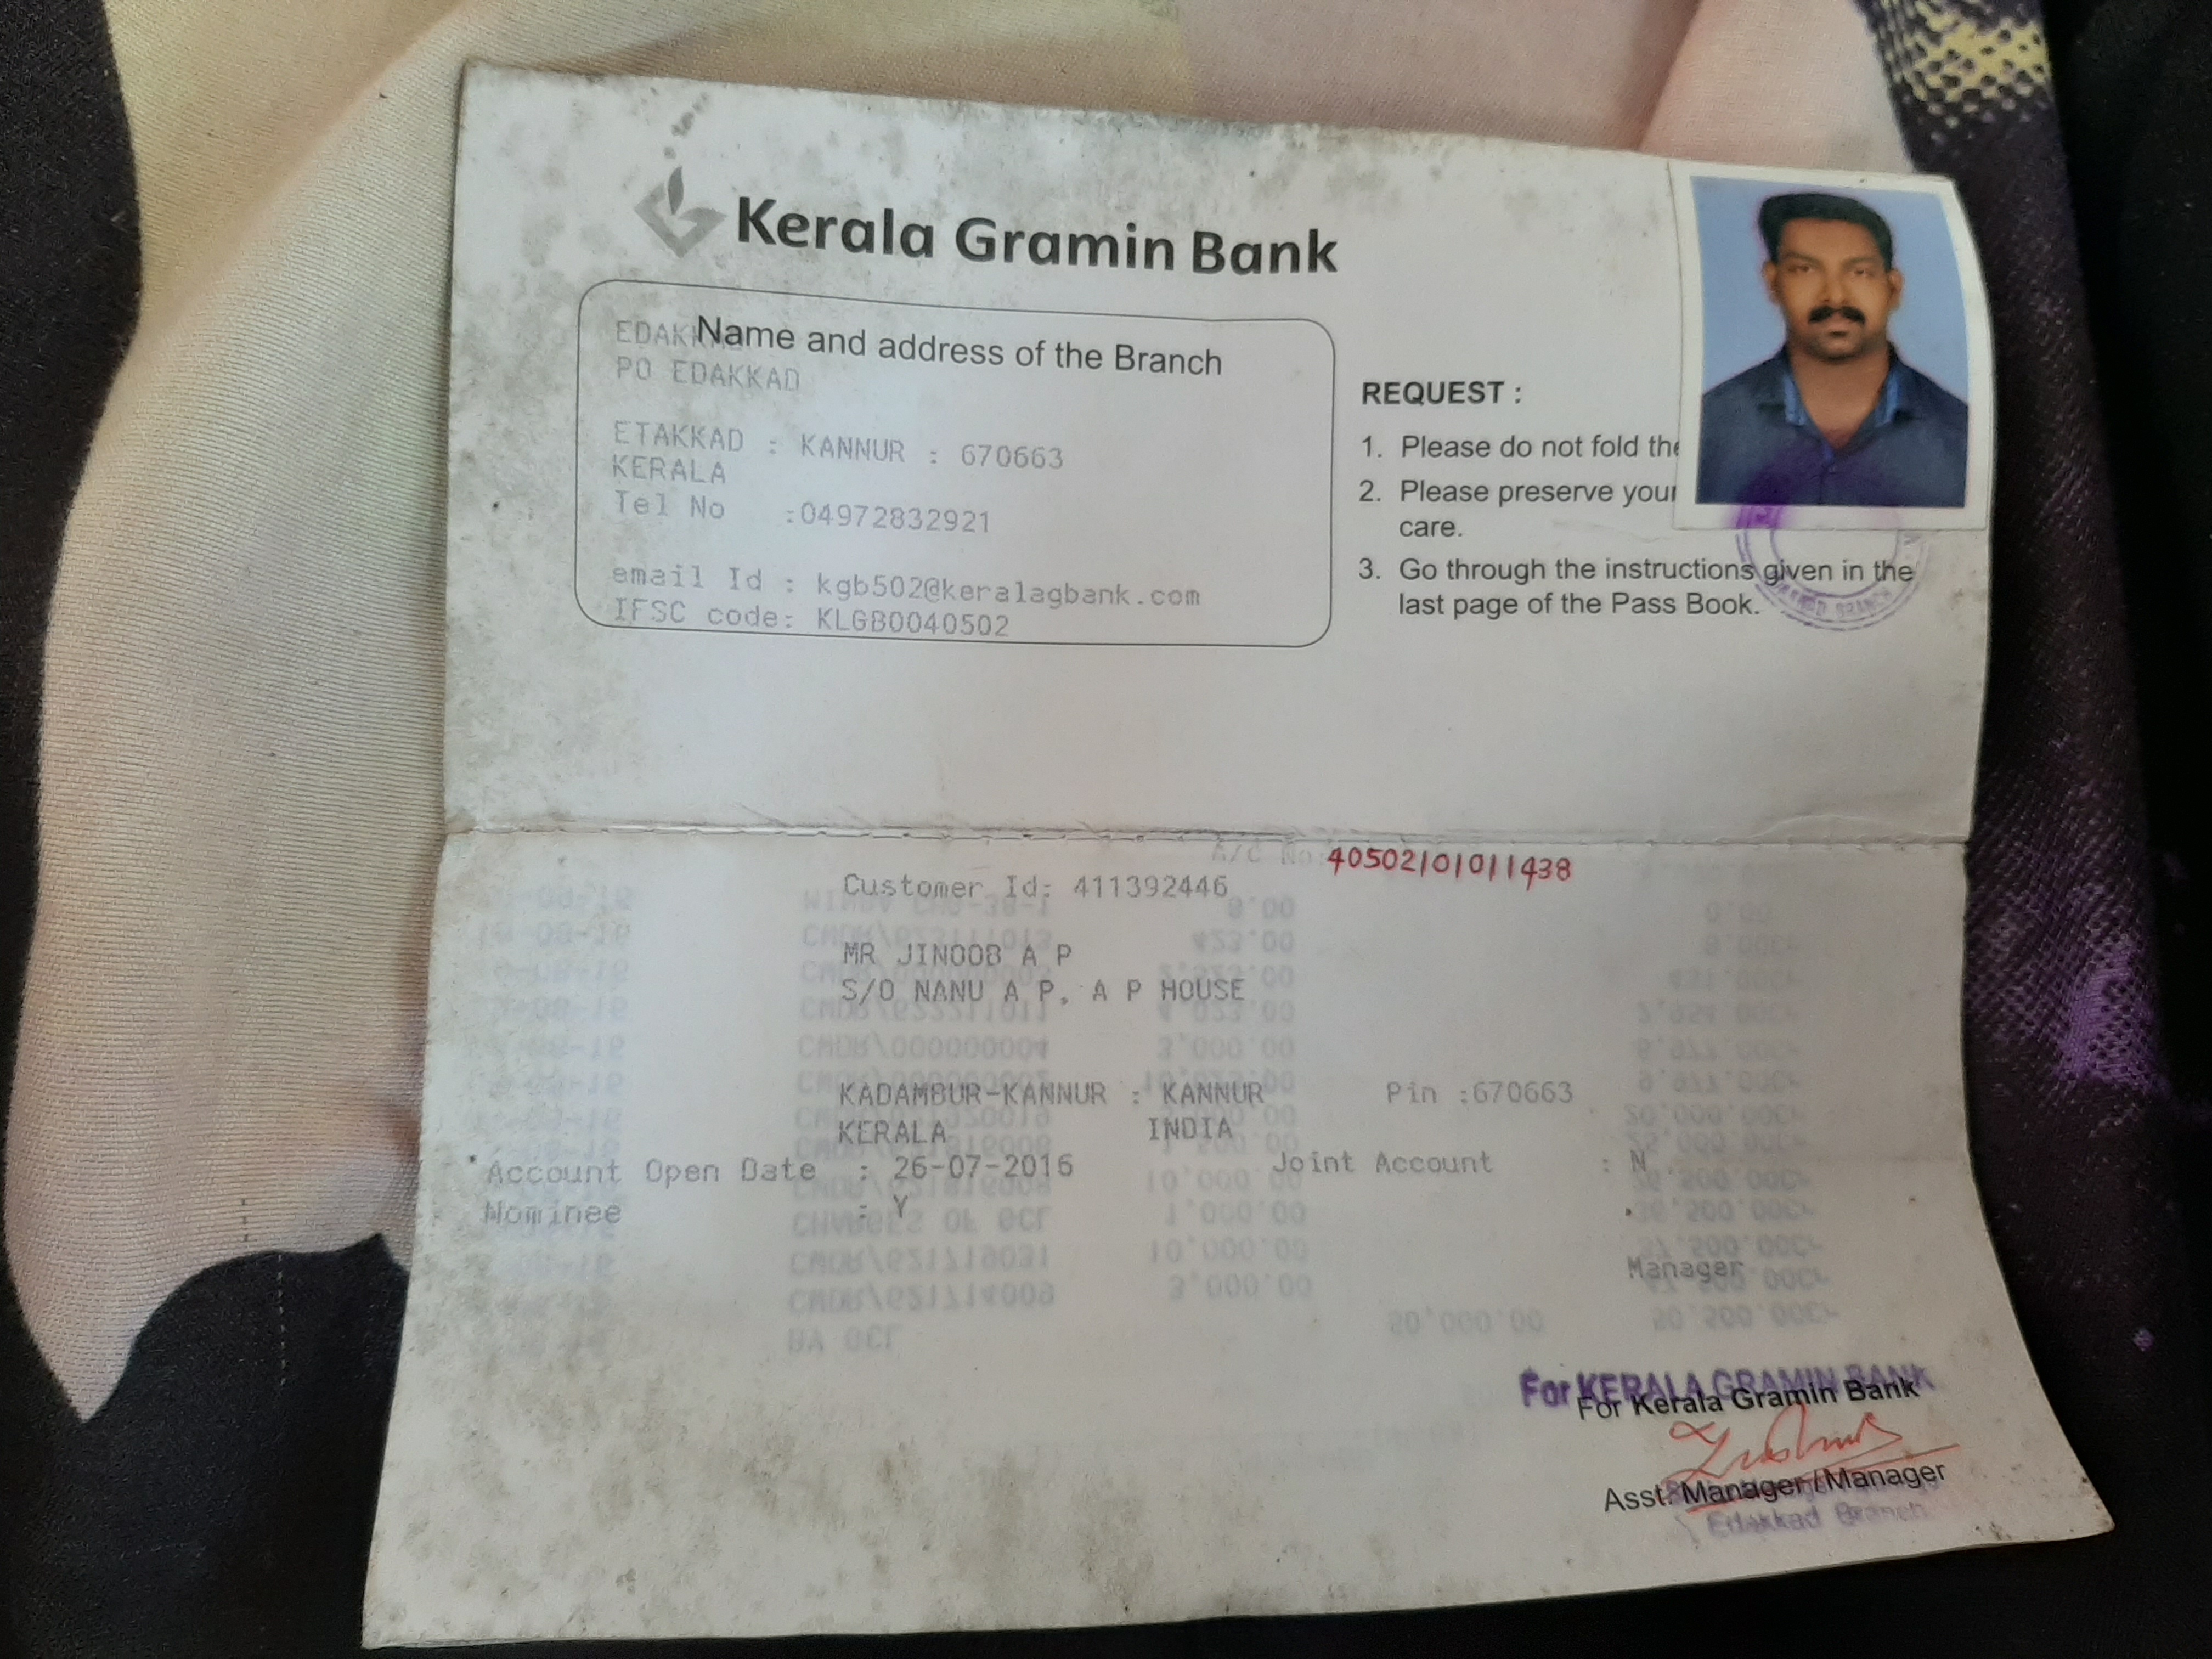 Kerala Gramin Bank
Name and address of the Branch
PO EDAKKAD
ETAKKAD : KANNUR : 670663
KERALA
Tel No :04972832921
email Id : kgb502@keralagbank.com
IFSC code: KLGB0040502
REQUEST :
1. Please do not fold the
2. Please preserve your
care.
3. Go through the instructions given in the
last page of the Pass Book.
A/C No: 40502101011438
Customer Id: 411392446
MR JINOOB A P
S/O NANU A P, A P HOUSE
KADAMBUR-KANNUR : KANNUR Pin :670663
KERALA INDIA
Account Open Date : 26-07-2016 Joint Account : N
Nominee : Y
Manager
For KERALA GRAMIN BANK
For Kerala Gramin Bank
Asst. Manager/Manager
Edakkad Branch